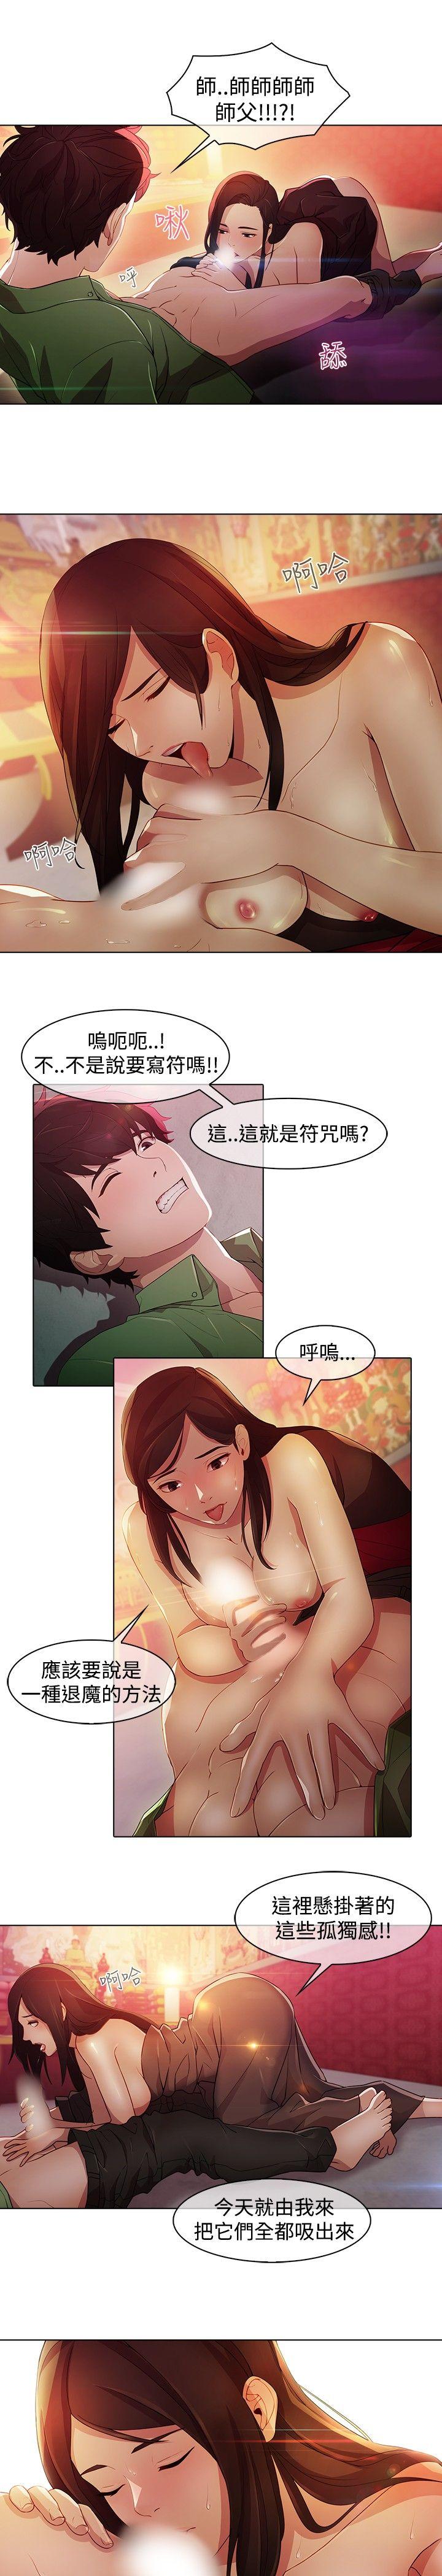 師..師師師師
師父!!!?!
啾
呼
舔
啊哈
啊哈
嗚呃呃..!
不..不是說要寫符嗎!!
這..這就是符咒嗎?
呼嗚...
應該要說是
一種退魔的方法
這裡懸掛著的
這些孤獨感!!
啊哈
今天就由我來
把它們全都吸出來